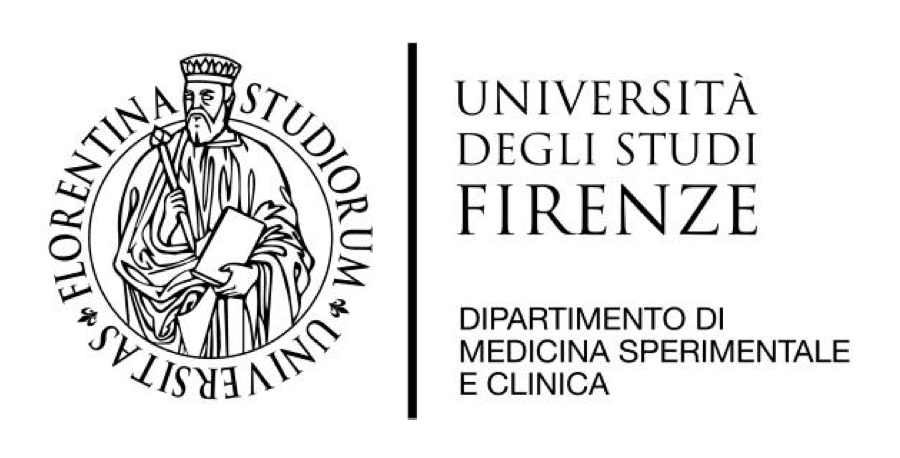 FLORENTINA STUDIORUM UNIVERSITAS
UNIVERSITÀ
DEGLI STUDI
FIRENZE
DIPARTIMENTO DI
MEDICINA SPERIMENTALE
E CLINICA